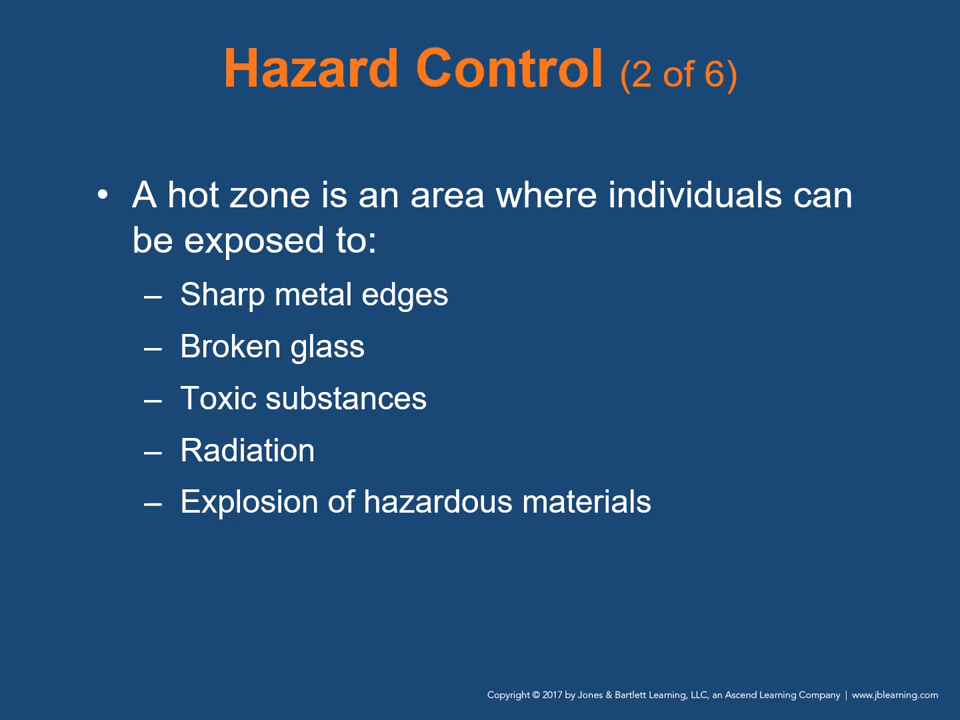 Hazard Control (2 of 6)
• A hot zone is an area where individuals can
be exposed to:
– Sharp metal edges
– Broken glass
– Toxic substances
– Radiation
– Explosion of hazardous materials
Copyright © 2017 by Jones & Bartlett Learning, LLC, an Ascend Learning Company | www.jblearning.com